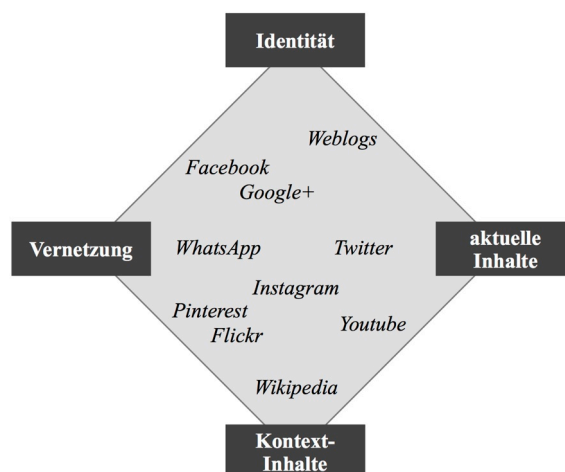 Identität
Weblogs
Facebook
Google+
Vernetzung
WhatsApp
Twitter
aktuelle
Inhalte
Instagram
Pinterest
Flickr
Youtube
Wikipedia
Kontext-
Inhalte